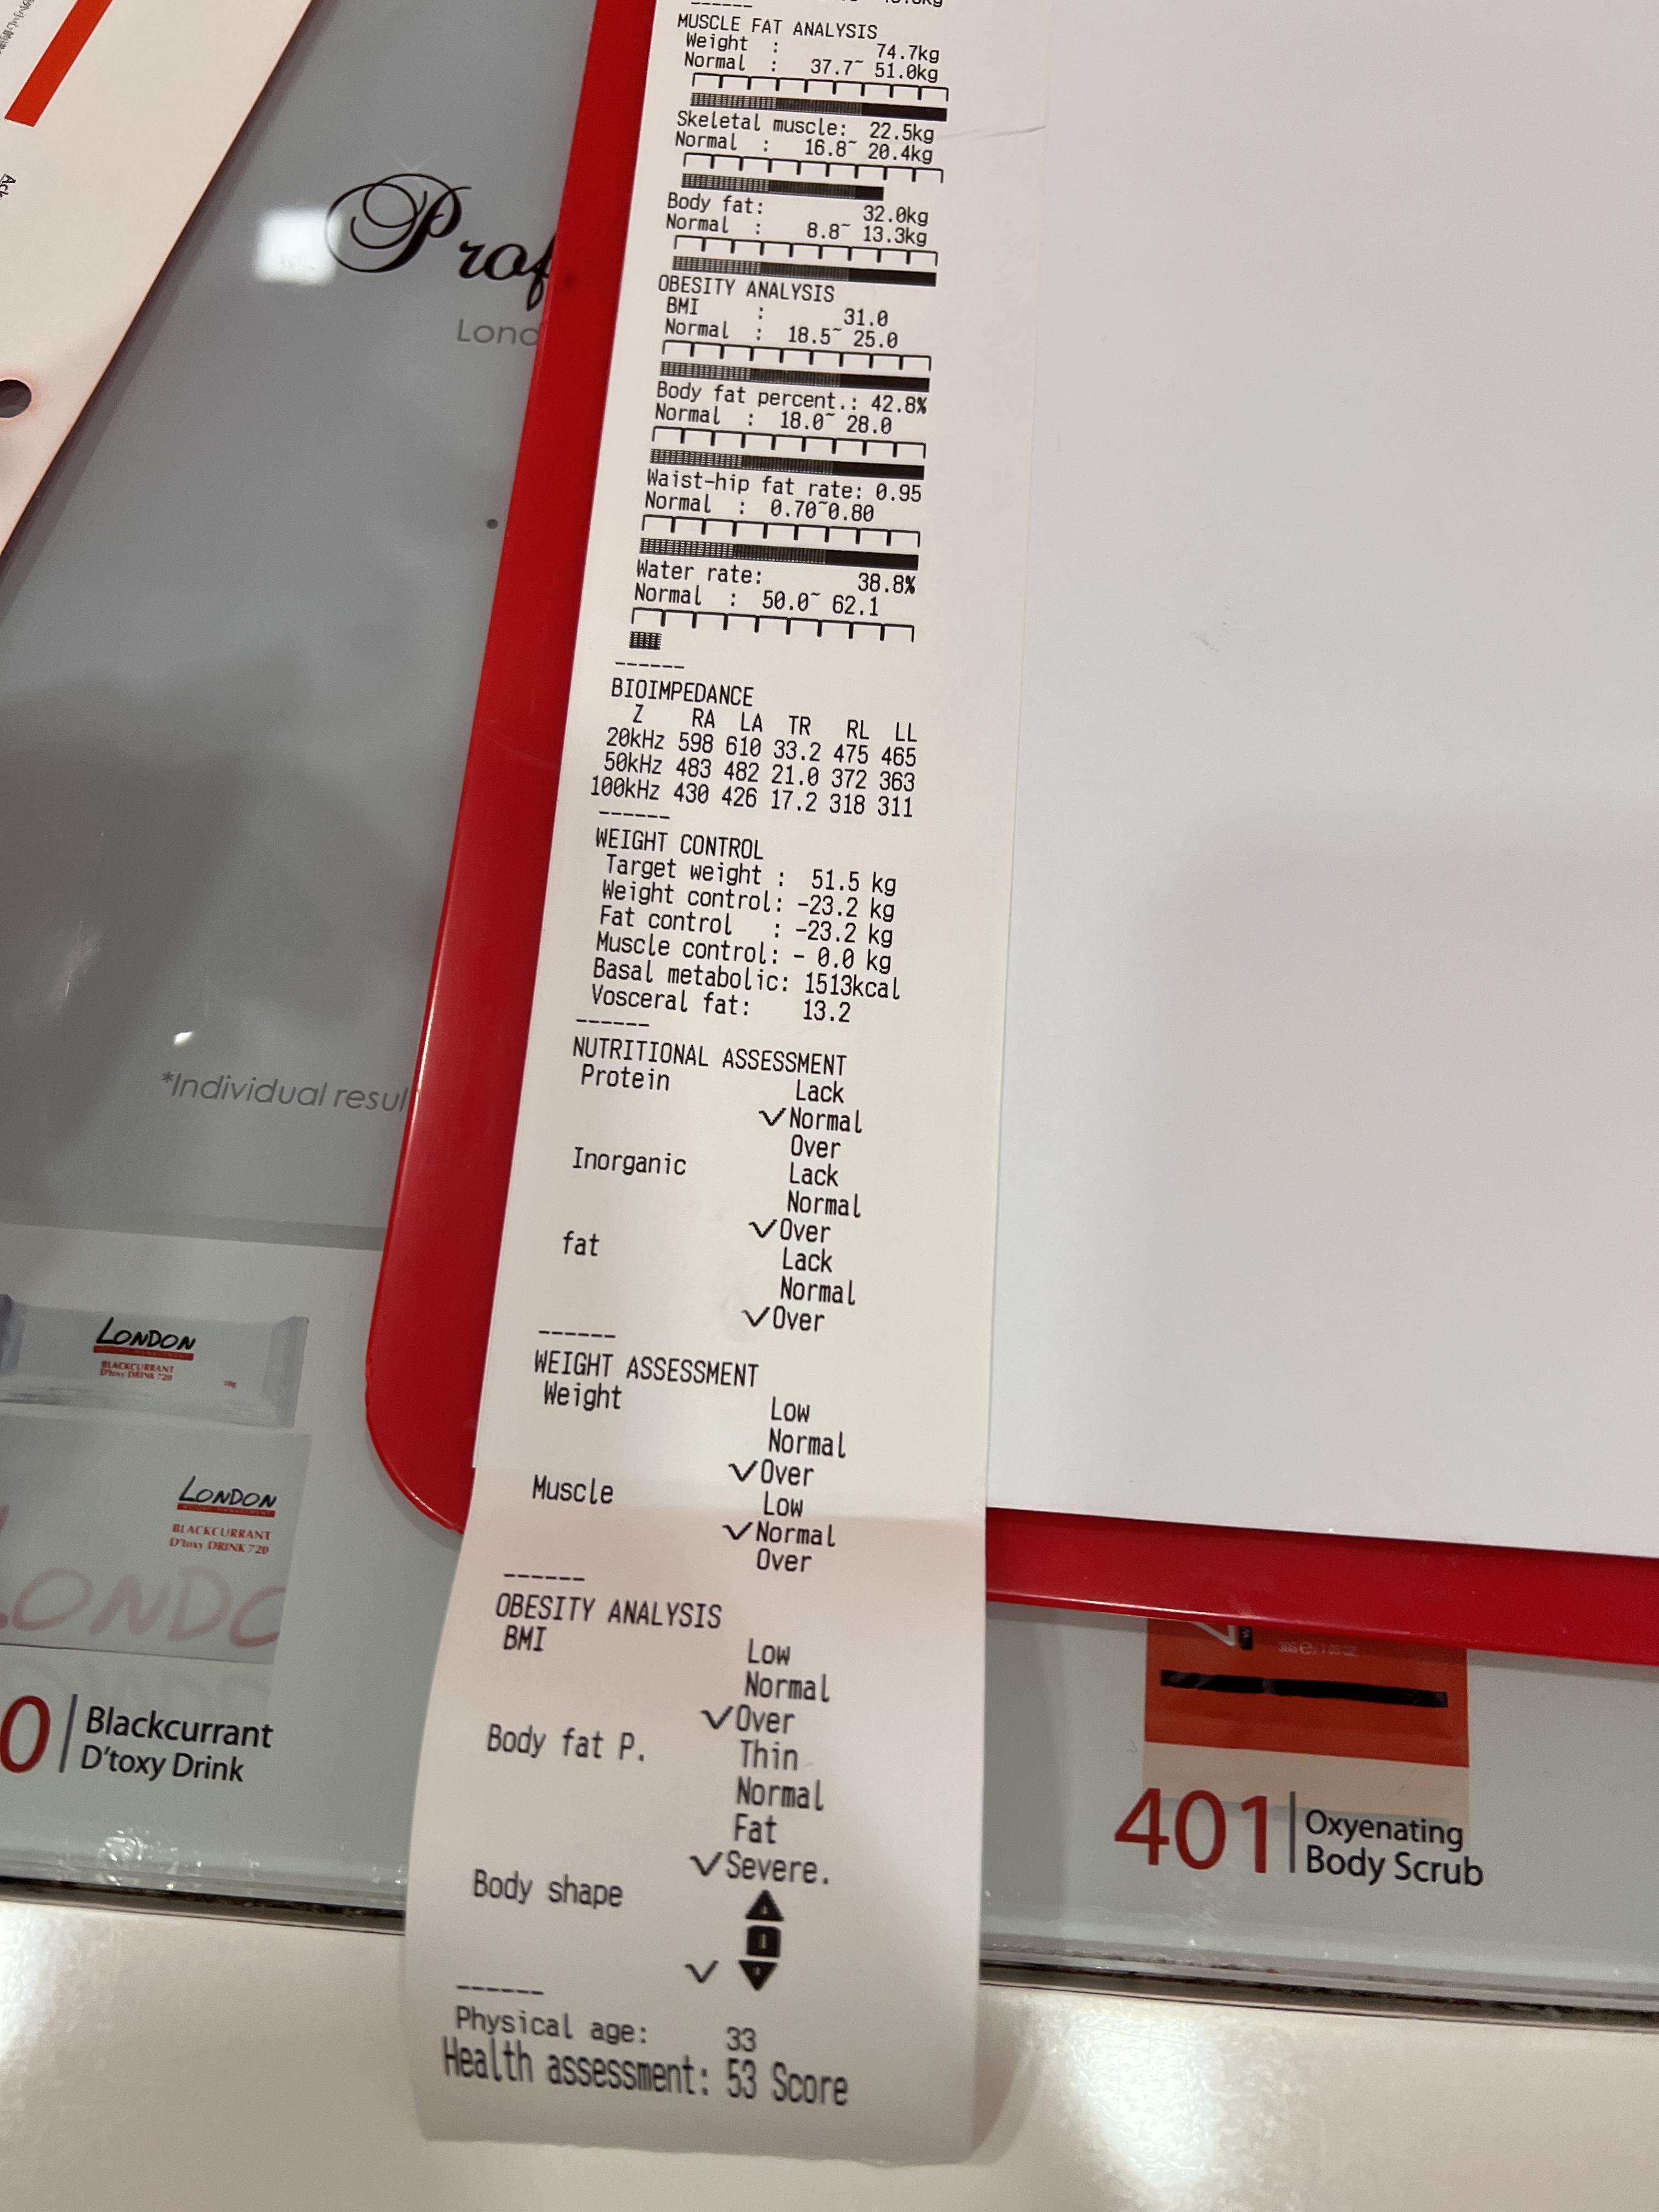 MUSCLE FAT ANALYSIS
Weight : 74.7kg
Normal : 37.7~ 51.0kg
Skeletal muscle: 22.5kg
Normal : 16.8~ 20.4kg
Body fat: 32.0kg
Normal : 8.8~ 13.3kg
OBESITY ANALYSIS
BMI : 31.0
Normal : 18.5~ 25.0
Body fat percent.: 42.8%
Normal : 18.0~ 28.0
Waist-hip fat rate: 0.95
Normal : 0.70~0.80
Water rate: 38.8%
Normal : 50.0~ 62.1
------
BIOIMPEDANCE
Z RA LA TR RL LL
20kHz 598 610 33.2 475 465
50kHz 483 482 21.0 372 363
100kHz 430 426 17.2 318 311
------
WEIGHT CONTROL
Target weight : 51.5 kg
Weight control: -23.2 kg
Fat control : -23.2 kg
Muscle control: - 0.0 kg
Basal metabolic: 1513kcal
Vosceral fat: 13.2
------
NUTRITIONAL ASSESSMENT
Protein Lack
✓Normal
Over
Inorganic Lack
Normal
✓Over
fat Lack
Normal
✓Over
------
WEIGHT ASSESSMENT
Weight Low
Normal
✓Over
Muscle Low
✓Normal
Over
------
OBESITY ANALYSIS
BMI Low
Normal
✓Over
Body fat P. Thin
Normal
Fat
✓Severe.
Body shape
✓
------
Physical age: 33
Health assessment: 53 Score
Prof
Lond
*Individual resul
LONDON
BLACKCURRANT
D'toxy DRINK 720
LONDON
BLACKCURRANT
D'toxy DRINK 720
LONDO
0 | Blackcurrant
D'toxy Drink
401 | Oxyenating
Body Scrub